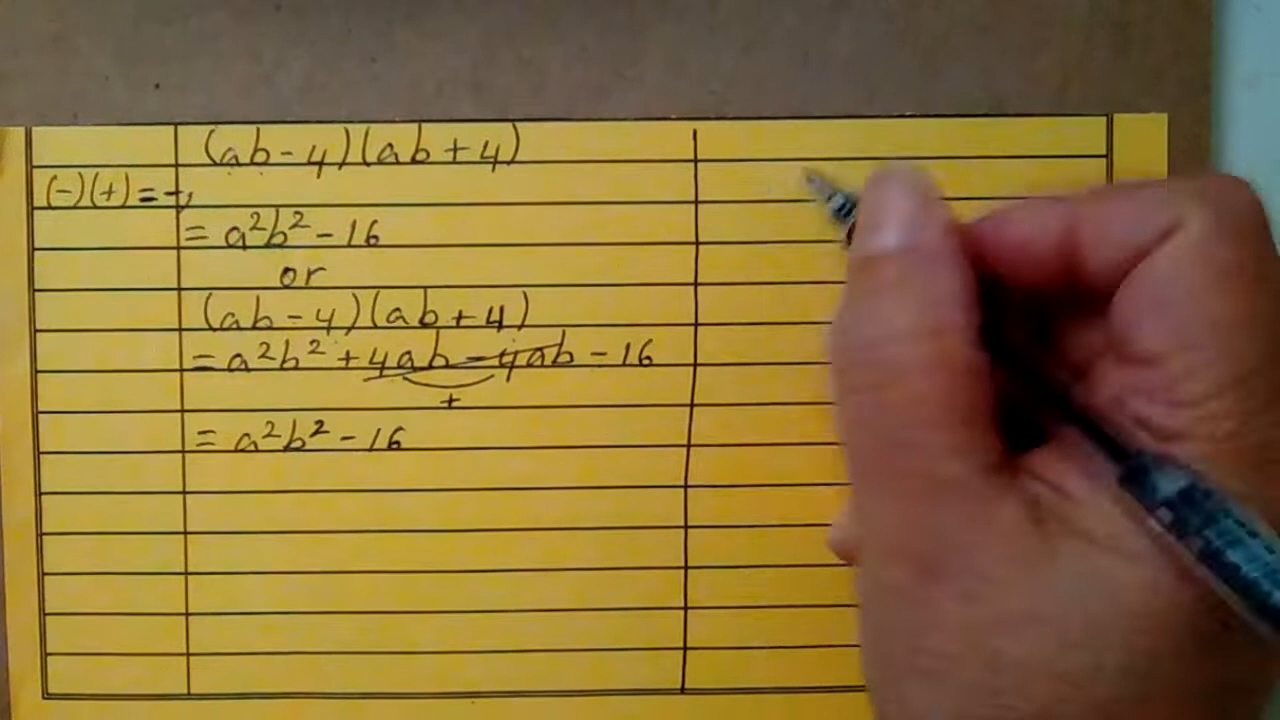 (ab - 4)(ab + 4)
(-)(+) = -,
= a²b² - 16
or
(ab - 4)(ab + 4)
= a²b² + 4ab - 4ab - 16
+
= a²b² - 16